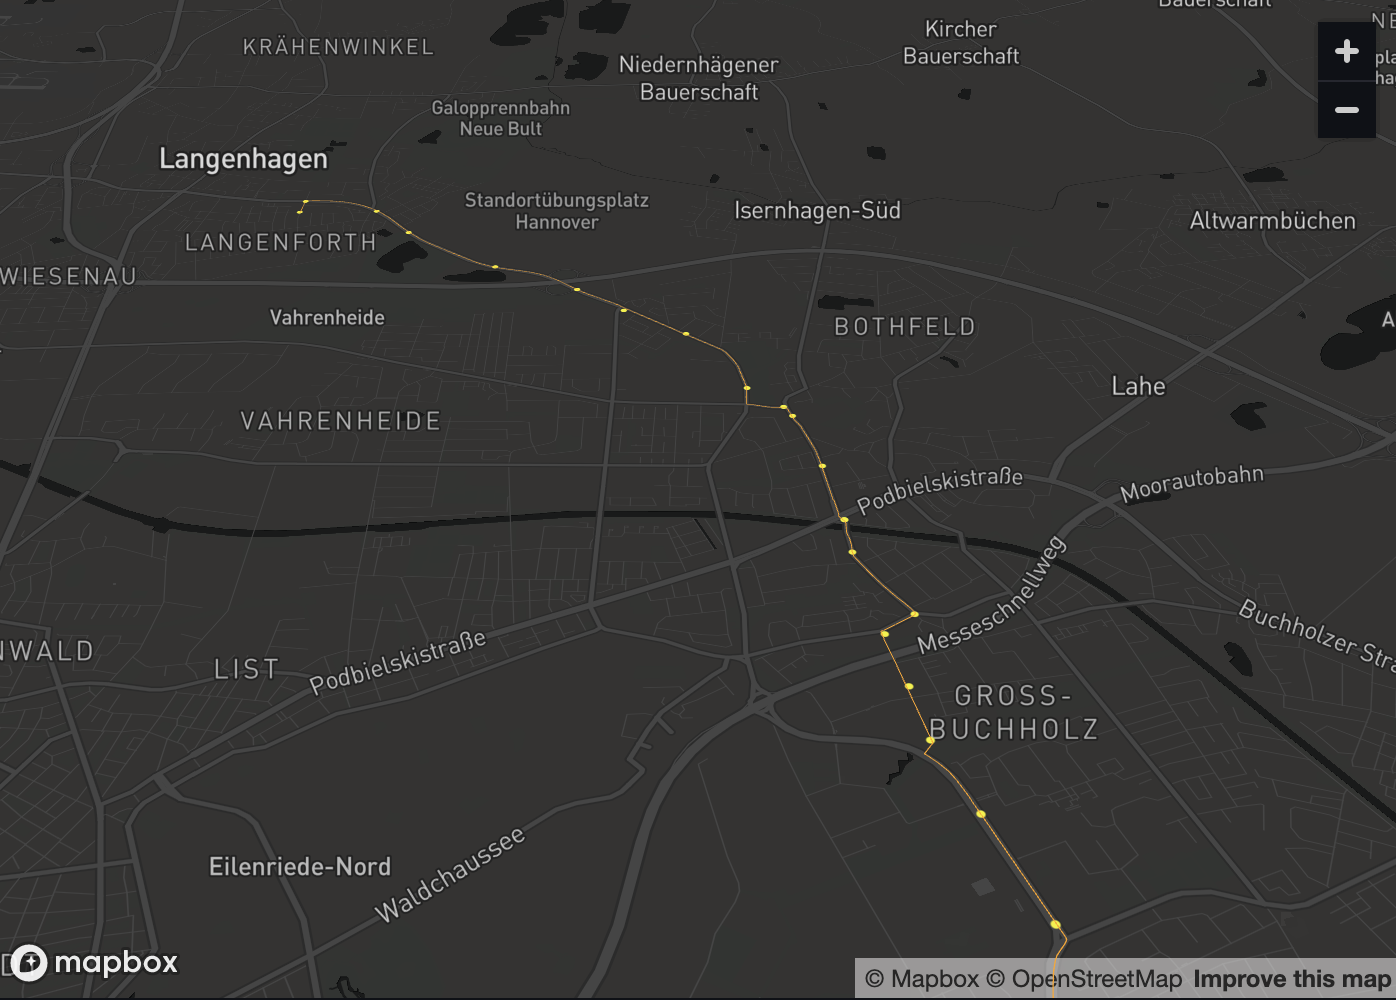 Bauerschaft
KRÄHENWINKEL
Kircher
Bauerschaft
Niedernhägener
Bauerschaft
Galopprennbahn
Neue Bult
Langenhagen
Standortübungsplatz
Hannover
Isernhagen-Süd
Altwarmbüchen
LANGENFORTH
WIESENAU
Vahrenheide
BOTHFELD
A
Lahe
VAHRENHEIDE
Podbielskistraße
Moorautobahn
Messeschnellweg
Buchholzer Stra
NWALD
LIST
Podbielskistraße
GROSS-
BUCHHOLZ
Eilenriede-Nord
Waldchaussee
mapbox
© Mapbox © OpenStreetMap Improve this map